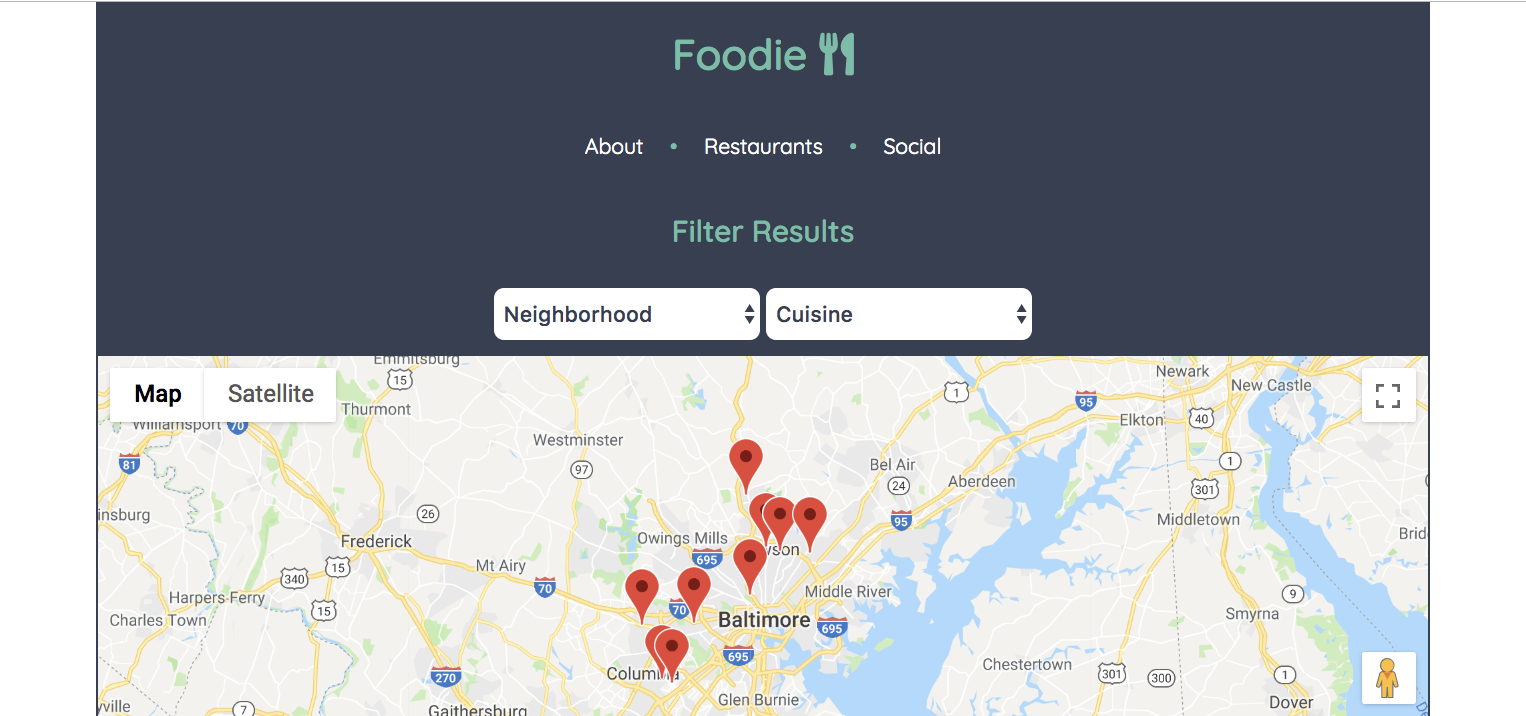 Foodie
About • Restaurants • Social
Filter Results
Neighborhood Cuisine
Emmitsburg
Newark
15
Map Satellite
New Castle
1
95
Thurmont
Elkton 40
Williamsport 70
Westminster
81
97
Bel Air
1
24
Aberdeen
301
26
insburg
95
Middletown
Brid
Frederick
Owings Mills
wson
695
Mt Airy
15
340
70
Middle River
9
Harpers Ferry
15
70
Smyrna
Charles Town
Baltimore 695
695
Chestertown
Columbia
301 300
1
270
Glen Burnie
Dover
ville
7
Gaithersburg
De